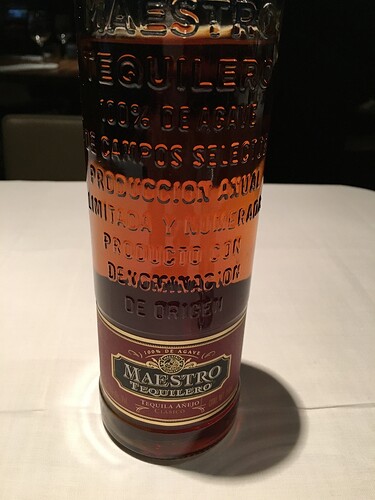 MAESTRO
TEQUILERO
100% DE AGAVE
DE CAMPOS SELECTOS
PRODUCCION ANUAL
LIMITADA Y NUMERADA
PRODUCTO CON
DENOMINACION
DE ORIGEN
100% DE AGAVE
MAESTRO
TEQUILERO
TEQUILA AÑEJO
CLASICO